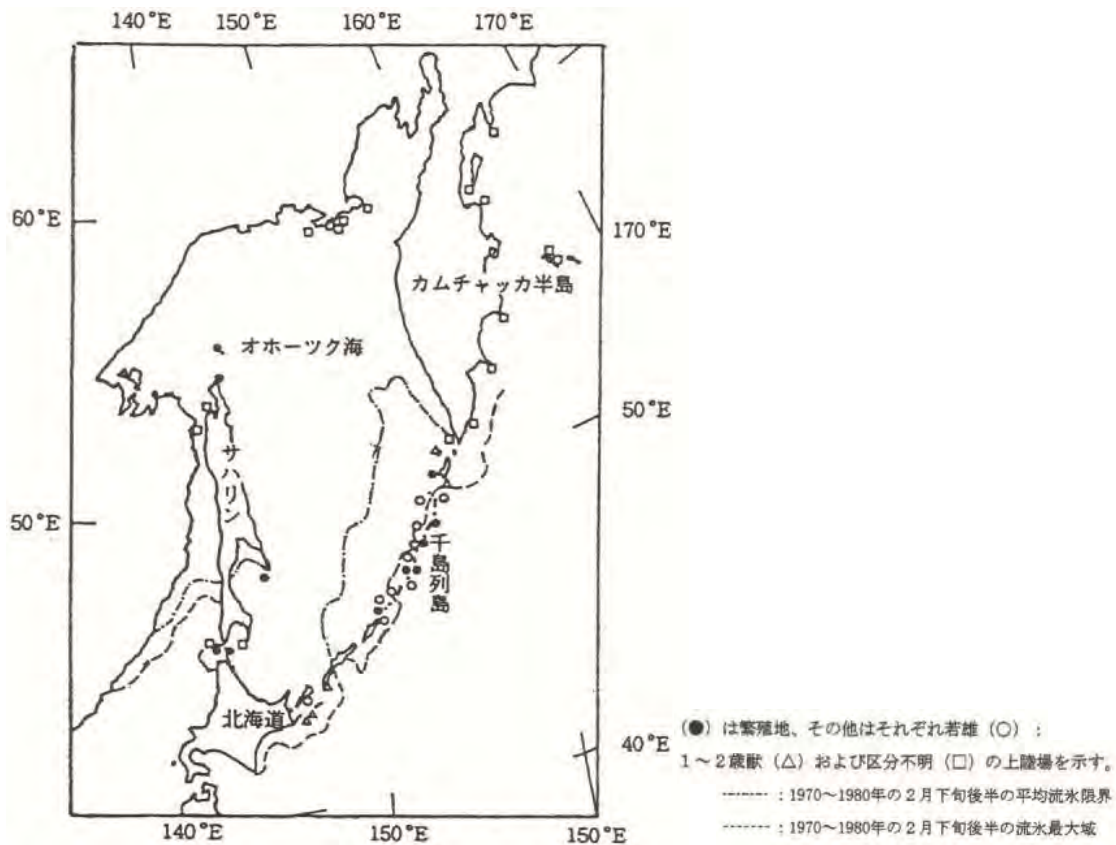 140°E 150°E 160°E 170°E
60°E
170°E
カムチャッカ半島
オホーツク海
50°E
サハリン
50°E
千島列島
北海道
40°E
140°E 150°E 150°E
(●)は繁殖地、その他はそれぞれ若雄(○):
1~2歳獣(△)および区分不明(□)の上陸場を示す。
:1970~1980年の2月下旬後半の平均流氷限界
:1970~1980年の2月下旬後半の流氷最大域